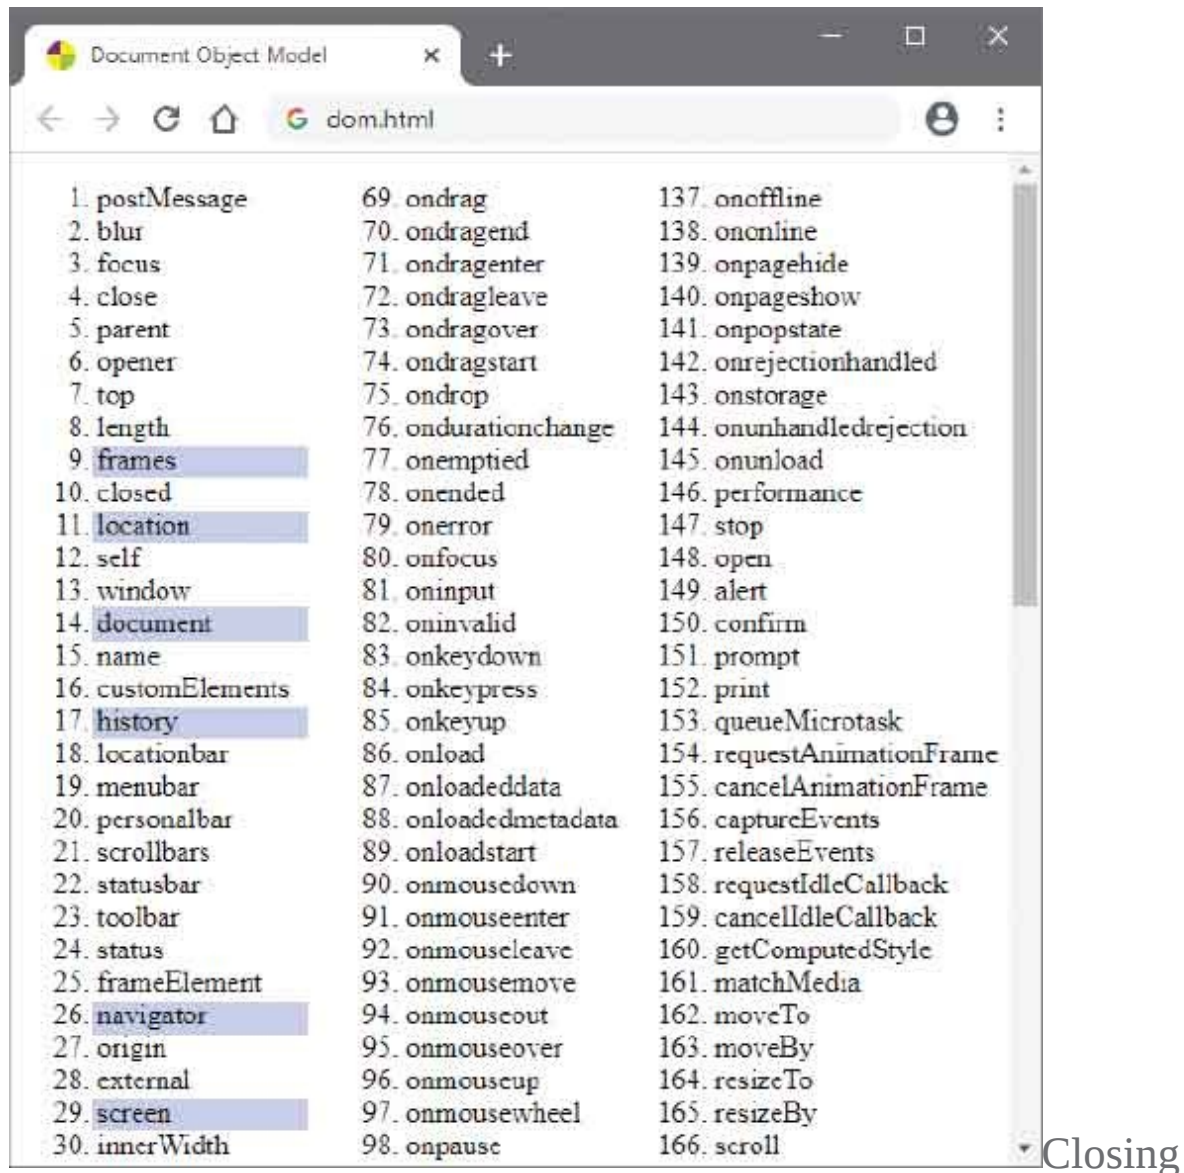 Document Object Model
dom.html
1. postMessage
2. blur
3. focus
4. close
5. parent
6. opener
7. top
8. length
9. frames
10. closed
11. location
12. self
13. window
14. document
15. name
16. customElements
17. history
18. locationbar
19. menubar
20. personalbar
21. scrollbars
22. statusbar
23. toolbar
24. status
25. frameElement
26. navigator
27. origin
28. external
29. screen
30. innerWidth
69. ondrag
70. ondragend
71. ondragenter
72. ondragleave
73. ondragover
74. ondragstart
75. ondrop
76. ondurationchange
77. onemptied
78. onended
79. onerror
80. onfocus
81. oninput
82. oninvalid
83. onkeydown
84. onkeypress
85. onkeyup
86. onload
87. onloadeddata
88. onloadedmetadata
89. onloadstart
90. onmousedown
91. onmouseenter
92. onmouseleave
93. onmousemove
94. onmouseout
95. onmouseover
96. onmouseup
97. onmousewheel
98. onpause
137. onoffline
138. ononline
139. onpagehide
140. onpageshow
141. onpopstate
142. onrejectionhandled
143. onstorage
144. onunhandledrejection
145. onunload
146. performance
147. stop
148. open
149. alert
150. confirm
151. prompt
152. print
153. queueMicrotask
154. requestAnimationFrame
155. cancelAnimationFrame
156. captureEvents
157. releaseEvents
158. requestIdleCallback
159. cancelIdleCallback
160. getComputedStyle
161. matchMedia
162. moveTo
163. moveBy
164. resizeTo
165. resizeBy
166. scroll
Closing